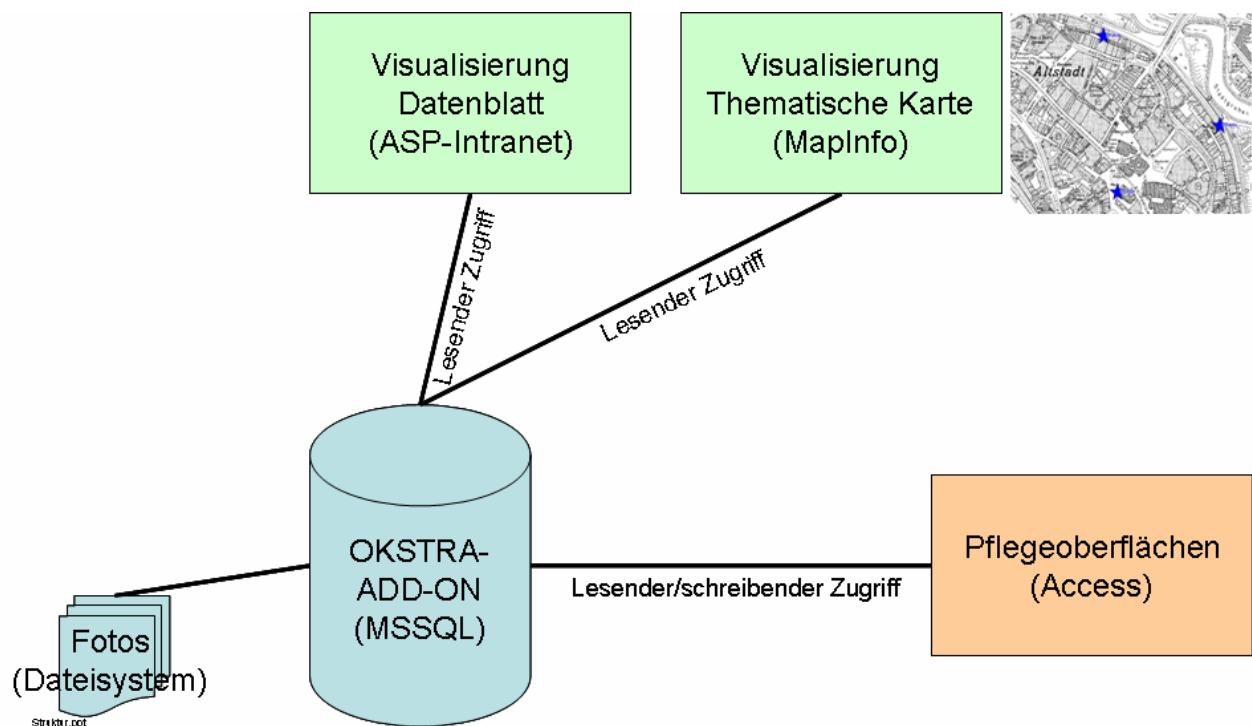 Visualisierung
Datenblatt
(ASP-Intranet)
Visualisierung
Thematische Karte
(MapInfo)
Altstadt
Lesender Zugriff
Lesender Zugriff
OKSTRA-
ADD-ON
(MSSQL)
Lesender/schreibender Zugriff
Pflegeoberflächen
(Access)
Fotos
(Dateisystem)
Struktur.ppt